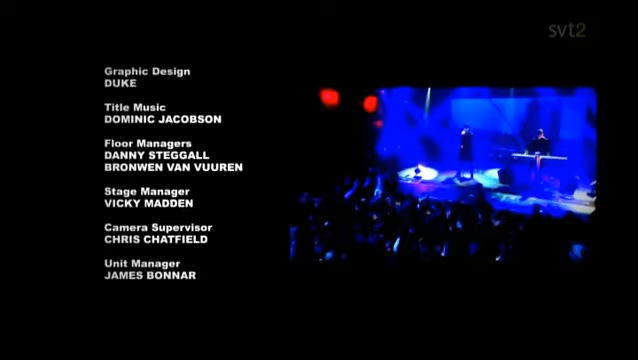 svt2
Graphic Design
DUKE
Title Music
DOMINIC JACOBSON
Floor Managers
DANNY STEGGALL
BRONWEN VAN VUUREN
Stage Manager
VICKY MADDEN
Camera Supervisor
CHRIS CHATFIELD
Unit Manager
JAMES BONNAR